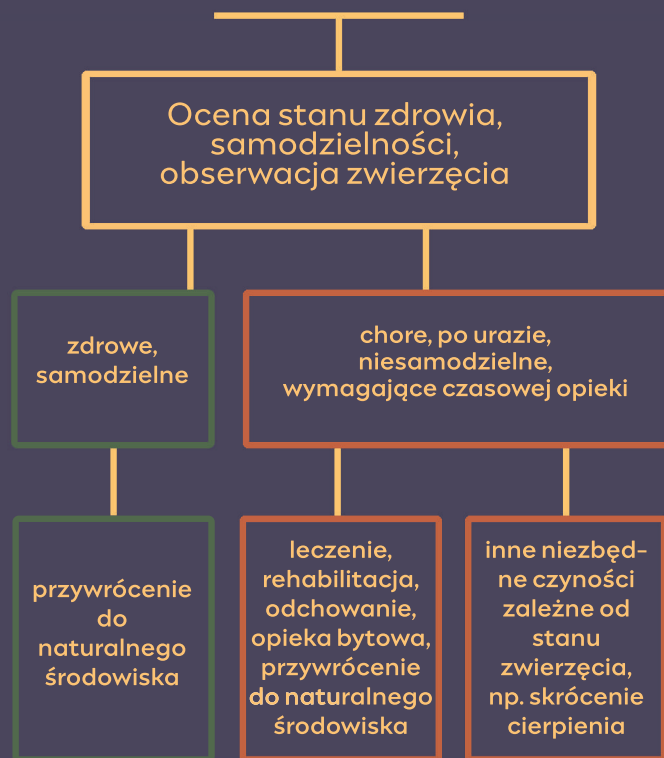 Ocena stanu zdrowia,
samodzielności,
obserwacja zwierzęcia
zdrowe,
samodzielne
chore, po urazie,
niesamodzielne,
wymagające czasowej opieki
przywrócenie
do
naturalnego
środowiska
leczenie,
rehabilitacja,
odchowanie,
opieka bytowa,
przywrócenie
do naturalnego
środowiska
inne niezbęd-
ne czyności
zależne od
stanu
zwierzęcia,
np. skrócenie
cierpienia